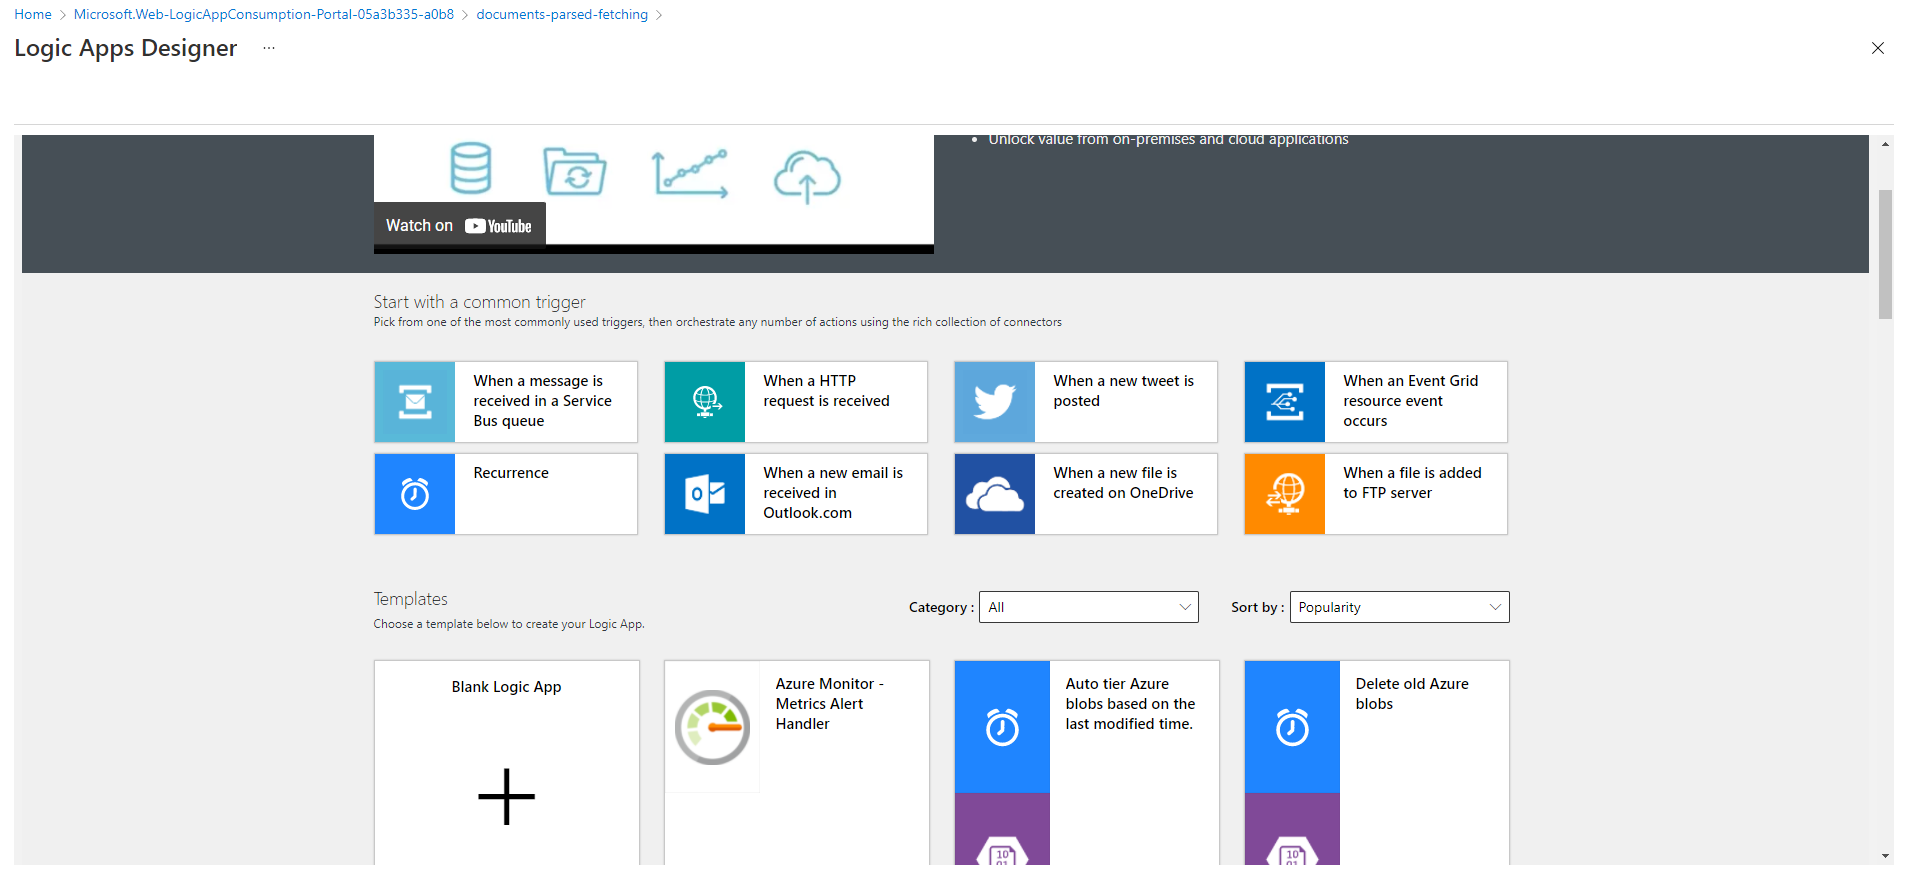 Home > Microsoft.Web-LogicAppConsumption-Portal-05a3b335-a0b8 > documents-parsed-fetching >
Logic Apps Designer ...
• Unlock value from on-premises and cloud applications
Watch on YouTube
Start with a common trigger
Pick from one of the most commonly used triggers, then orchestrate any number of actions using the rich collection of connectors
When a message is
received in a Service
Bus queue
When a HTTP
request is received
When a new tweet is
posted
When an Event Grid
resource event
occurs
Recurrence
When a new email is
received in
Outlook.com
When a new file is
created on OneDrive
When a file is added
to FTP server
Templates
Choose a template below to create your Logic App.
Category : All
Sort by : Popularity
Blank Logic App
Azure Monitor -
Metrics Alert
Handler
Auto tier Azure
blobs based on the
last modified time.
Delete old Azure
blobs